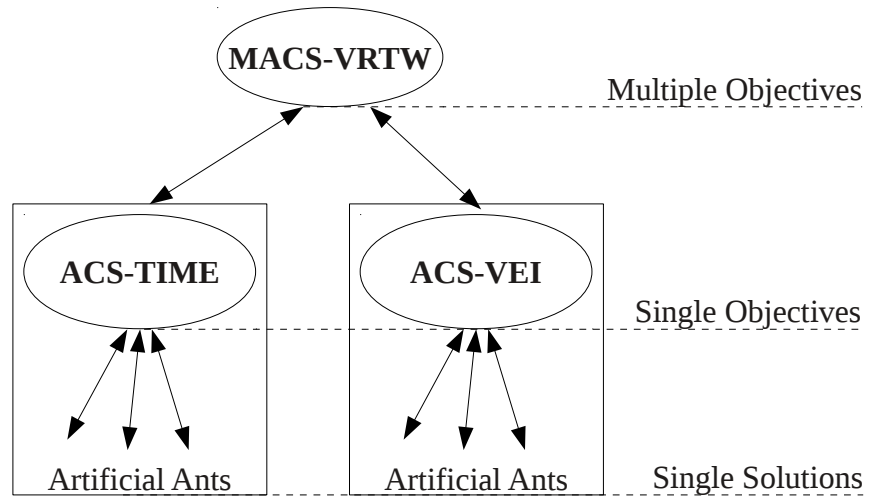 MACS-VRTW
Multiple Objectives
ACS-TIME
ACS-VEI
Single Objectives
Artificial Ants
Artificial Ants
Single Solutions